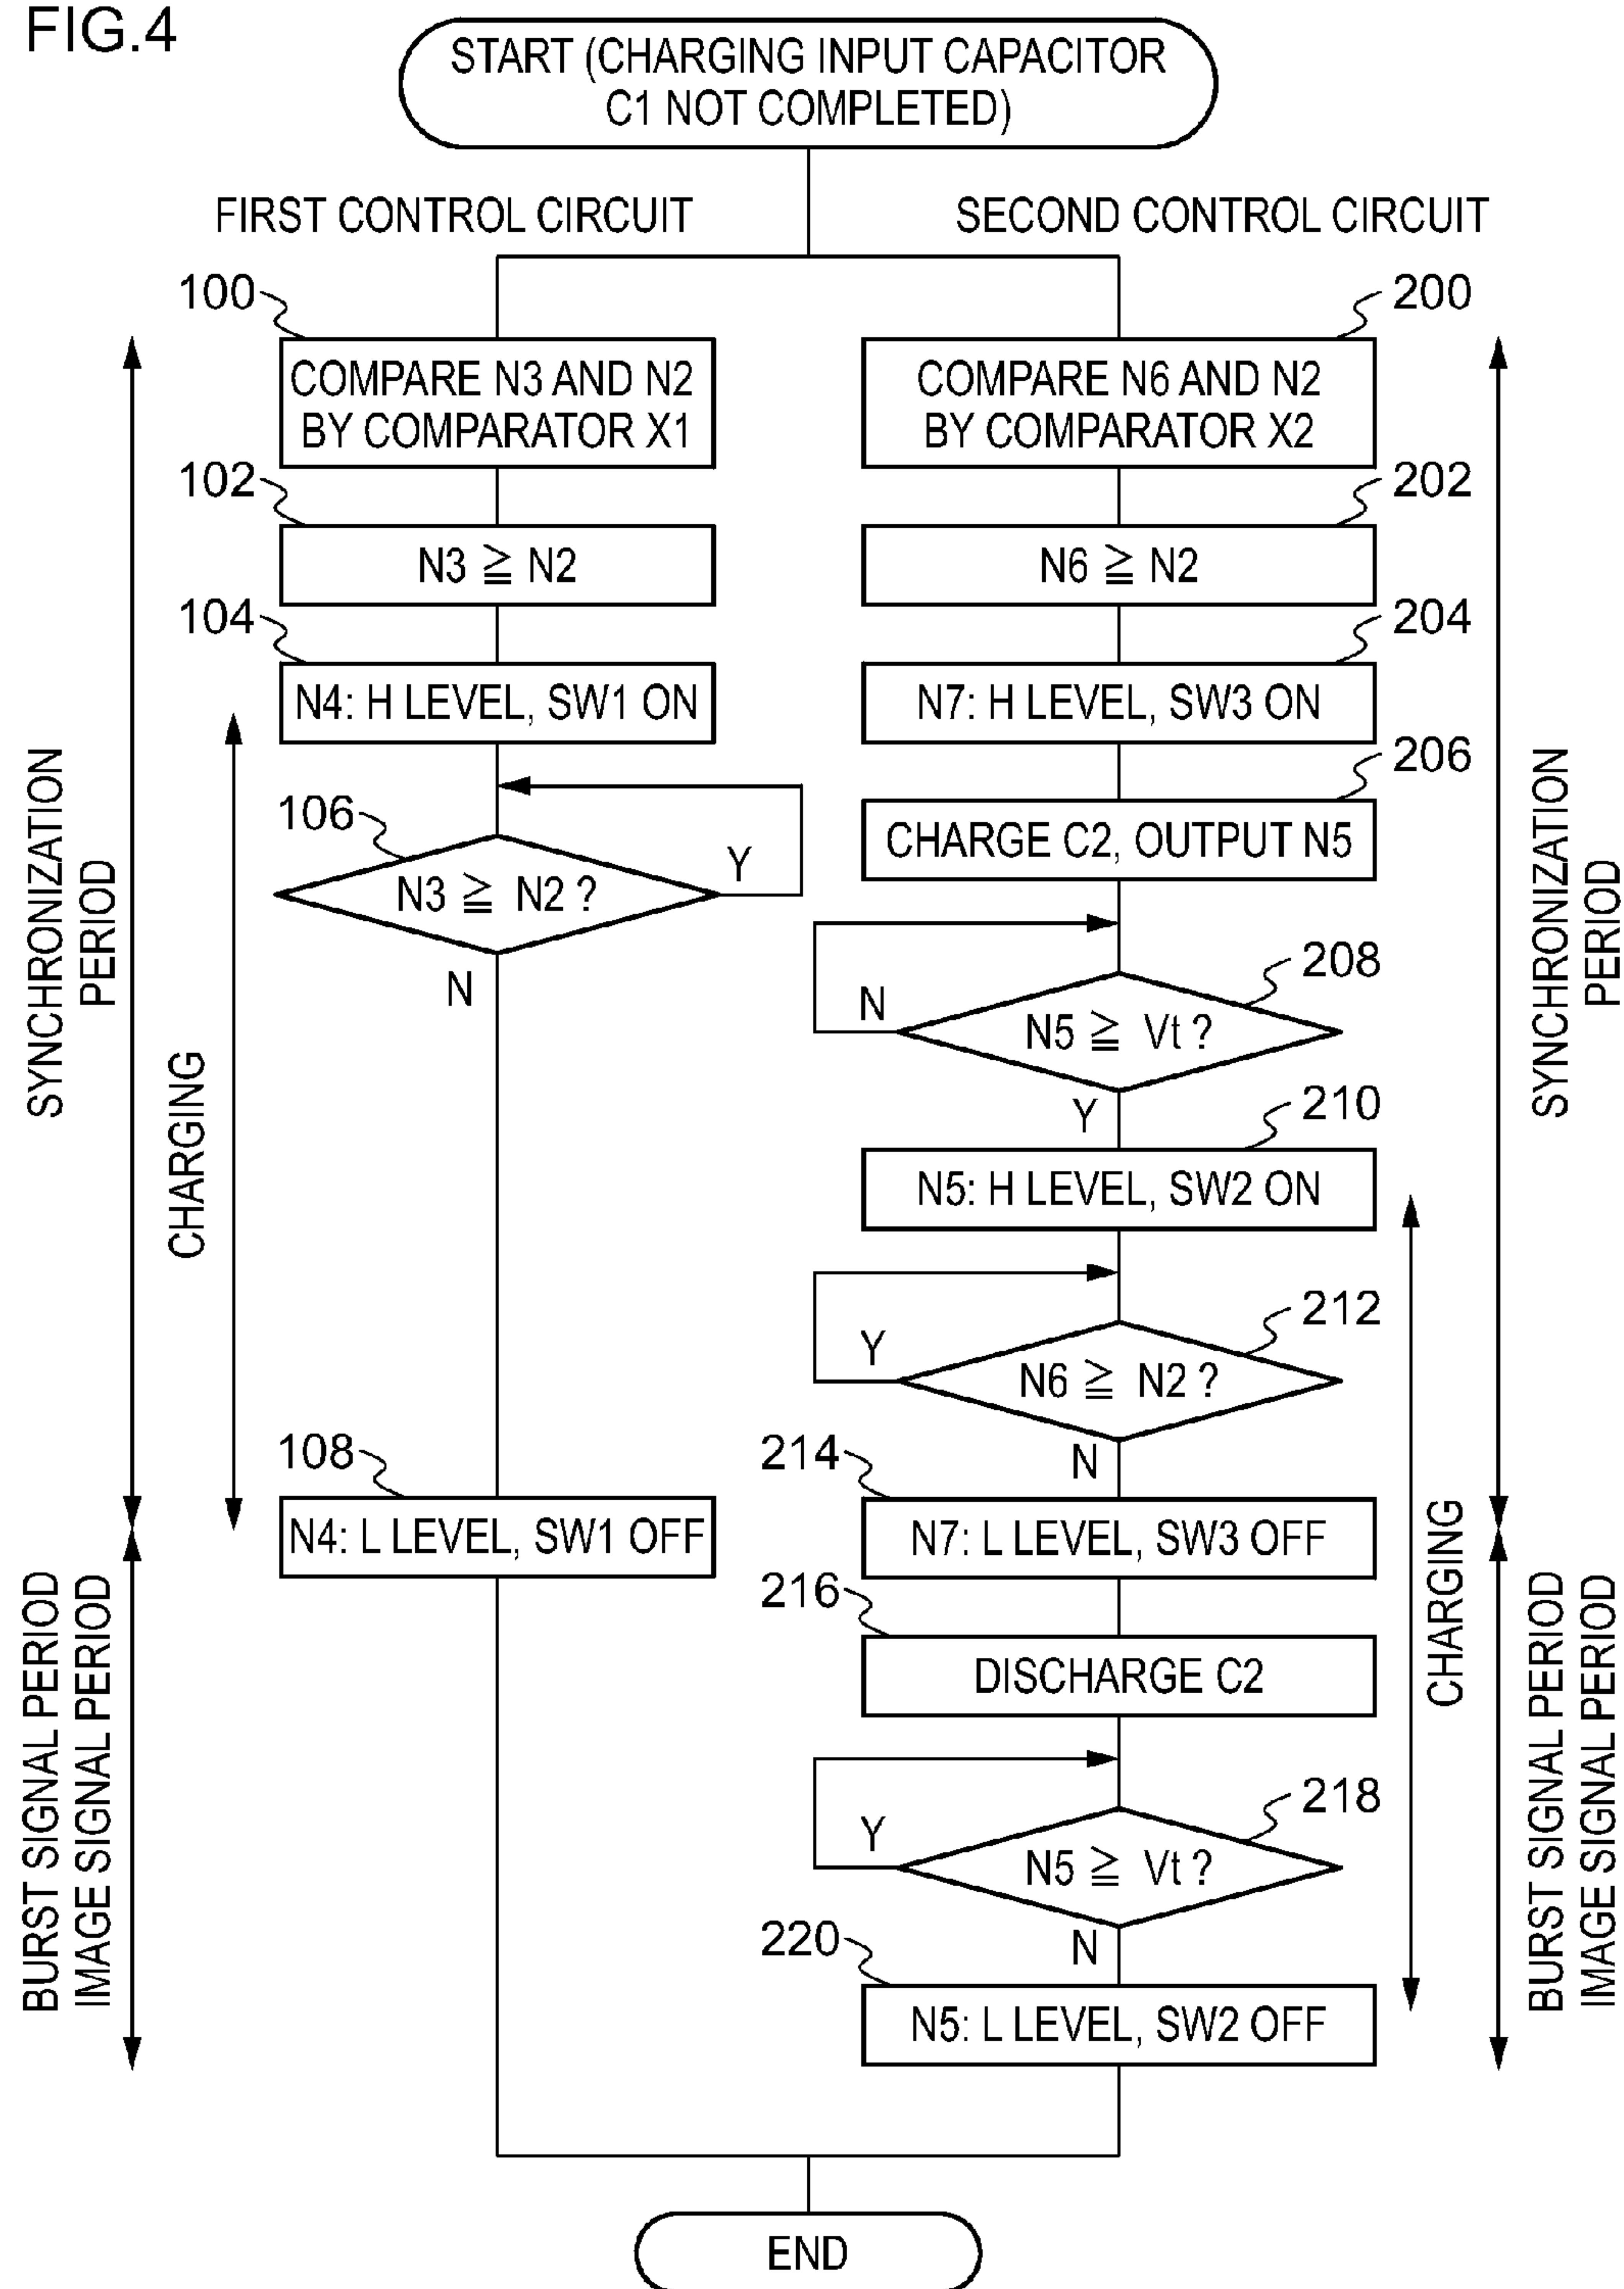 FIG.4
START (CHARGING INPUT CAPACITOR
C1 NOT COMPLETED)
FIRST CONTROL CIRCUIT
SECOND CONTROL CIRCUIT
100
COMPARE N3 AND N2
BY COMPARATOR X1
102
N3 ≧ N2
104
N4: H LEVEL, SW1 ON
106
N3 ≧ N2 ?
Y
N
108
N4: L LEVEL, SW1 OFF
SYNCHRONIZATION
PERIOD
CHARGING
BURST SIGNAL PERIOD
IMAGE SIGNAL PERIOD
200
COMPARE N6 AND N2
BY COMPARATOR X2
202
N6 ≧ N2
204
N7: H LEVEL, SW3 ON
206
CHARGE C2, OUTPUT N5
208
N5 ≧ Vt ?
N
Y
210
N5: H LEVEL, SW2 ON
212
N6 ≧ N2 ?
Y
N
214
N7: L LEVEL, SW3 OFF
216
DISCHARGE C2
218
N5 ≧ Vt ?
Y
N
220
N5: L LEVEL, SW2 OFF
SYNCHRONIZATION
PERIOD
CHARGING
BURST SIGNAL PERIOD
IMAGE SIGNAL PERIOD
END